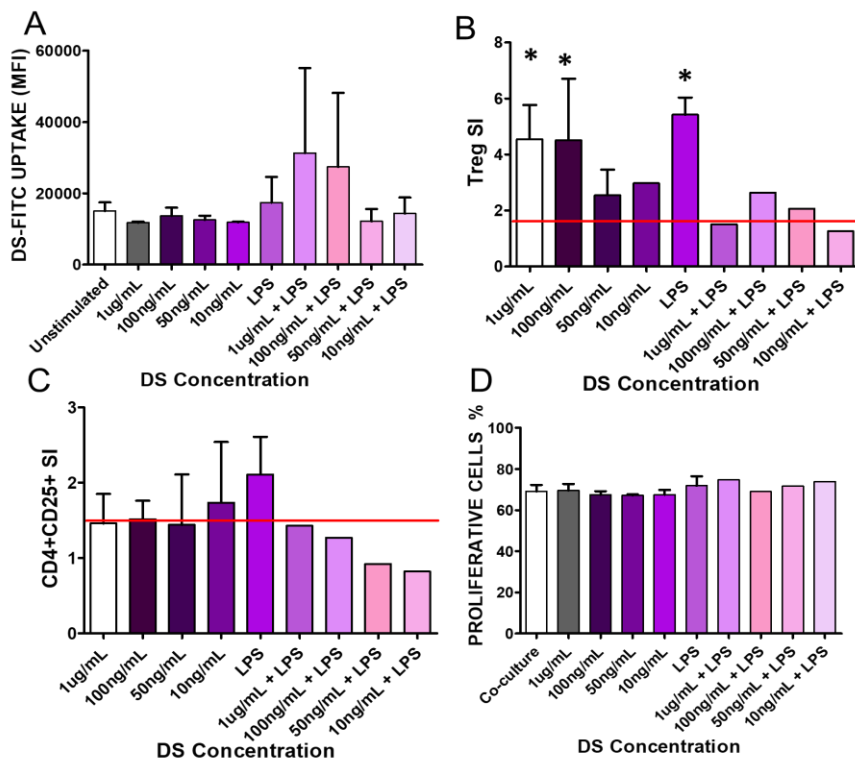 A
DS-FITC UPTAKE (MFI)
60000
40000
20000
0
Unstimulated
1ug/mL
100ng/mL
50ng/mL
10ng/mL
LPS
1ug/mL + LPS
100ng/mL + LPS
50ng/mL + LPS
10ng/mL + LPS
DS Concentration
B
Treg SI
8
6
4
2
0
*
*
*
1ug/mL
100ng/mL
50ng/mL
10ng/mL
LPS
1ug/mL + LPS
100ng/mL + LPS
50ng/mL + LPS
10ng/mL + LPS
DS Concentration
C
CD4+CD25+ SI
3
2
1
0
1ug/mL
100ng/mL
50ng/mL
10ng/mL
LPS
1ug/mL + LPS
100ng/mL + LPS
50ng/mL + LPS
10ng/mL + LPS
DS Concentration
D
PROLIFERATIVE CELLS %
100
80
60
40
20
0
Co-culture
1ug/mL
100ng/mL
50ng/mL
10ng/mL
LPS
1ug/mL + LPS
100ng/mL + LPS
50ng/mL + LPS
10ng/mL + LPS
DS Concentration